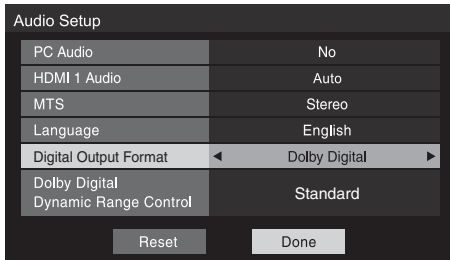 Audio Setup
PC Audio No
HDMI 1 Audio Auto
MTS Stereo
Language English
Digital Output Format Dolby Digital
Dolby Digital
Dynamic Range Control Standard
Reset Done